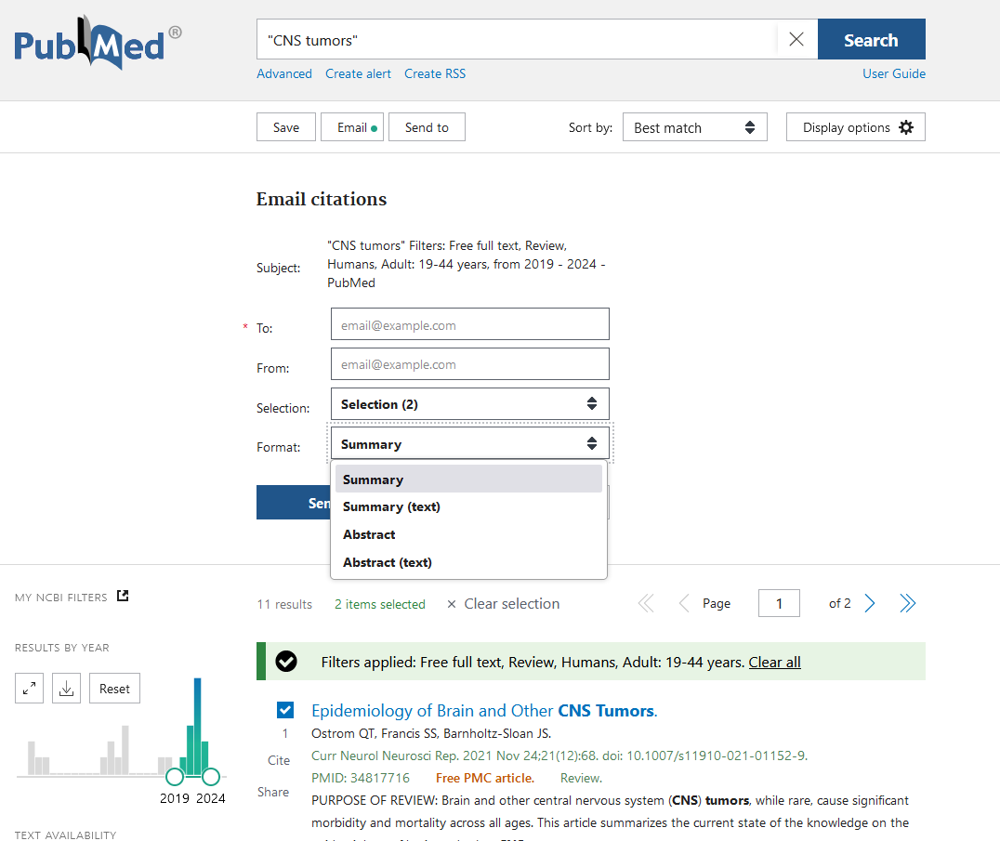 PubMed®
"CNS tumors"
Search
Advanced Create alert Create RSS User Guide
Save Email Send to Sort by: Best match Display options
Email citations
Subject:
"CNS tumors" Filters: Free full text, Review,
Humans, Adult: 19-44 years, from 2019 - 2024 -
PubMed
* To: email@example.com
From: email@example.com
Selection: Selection (2)
Format: Summary
Summary
Summary (text)
Abstract
Abstract (text)
MY NCBI FILTERS
11 results 2 items selected × Clear selection Page 1 of 2
RESULTS BY YEAR
Reset
2019 2024
TEXT AVAILABILITY
Filters applied: Free full text, Review, Humans, Adult: 19-44 years. Clear all
Epidemiology of Brain and Other CNS Tumors.
1
Ostrom QT, Francis SS, Barnholtz-Sloan JS.
Cite
Curr Neurol Neurosci Rep. 2021 Nov 24;21(12):68. doi: 10.1007/s11910-021-01152-9.
PMID: 34817716 Free PMC article. Review.
Share
PURPOSE OF REVIEW: Brain and other central nervous system (CNS) tumors, while rare, cause significant
morbidity and mortality across all ages. This article summarizes the current state of the knowledge on the